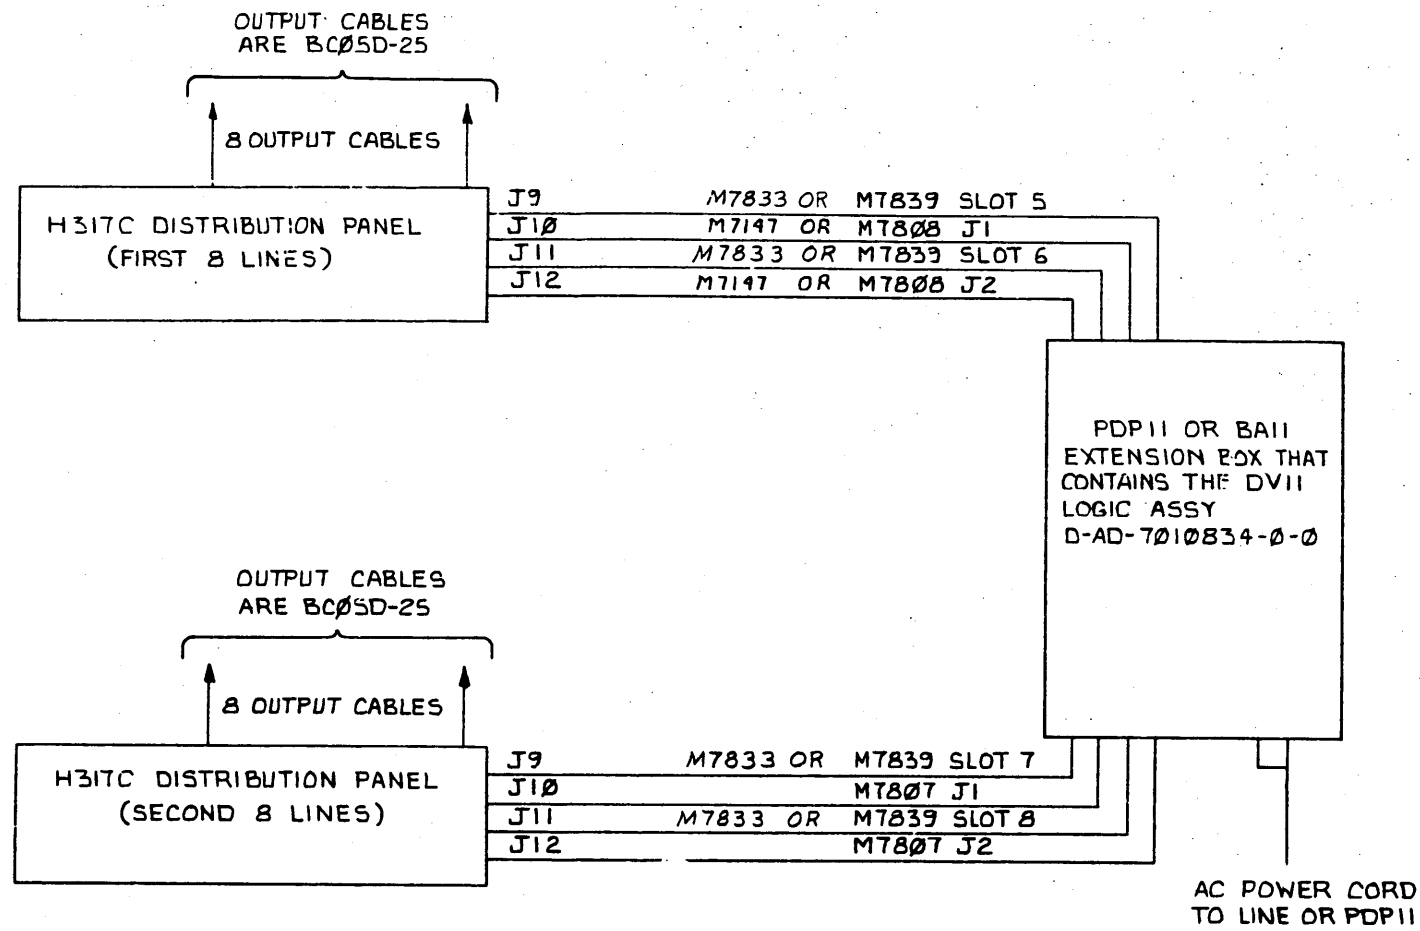 OUTPUT CABLES
ARE BCØ5D-25
8 OUTPUT CABLES
H317C DISTRIBUTION PANEL
(FIRST 8 LINES)
J9 M7833 OR M7839 SLOT 5
J1Ø M7147 OR M78Ø8 J1
J11 M7833 OR M7839 SLOT 6
J12 M7147 OR M78Ø8 J2
PDP11 OR BA11
EXTENSION BOX THAT
CONTAINS THE DV11
LOGIC ASSY
D-AD-7Ø1Ø834-Ø-Ø
OUTPUT CABLES
ARE BCØ5D-25
8 OUTPUT CABLES
H317C DISTRIBUTION PANEL
(SECOND 8 LINES)
J9 M7833 OR M7839 SLOT 7
J1Ø M78Ø7 J1
J11 M7833 OR M7839 SLOT 8
J12 M78Ø7 J2
AC POWER CORD
TO LINE OR PDP11